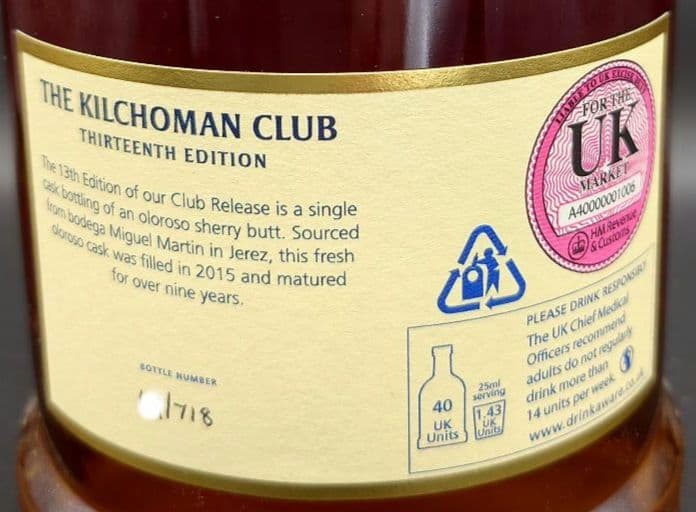 THE KILCHOMAN CLUB
THIRTEENTH EDITION
The 13th Edition of our Club Release is a single
cask bottling of an oloroso sherry butt. Sourced
from bodega Miguel Martin in Jerez, this fresh
oloroso cask was filled in 2015 and matured
for over nine years.
BOTTLE NUMBER
/718
LIABLE TO UK EXCISE
FOR THE
UK
MARKET
A40000001006
HM Revenue
& Customs
40
UK
Units
25ml
serving
1.43
UK
Units
PLEASE DRINK RESPONSIBLY
The UK Chief Medical
Officers recommend
adults do not regularly
drink more than
14 units per week.
www.drinkaware.co.uk